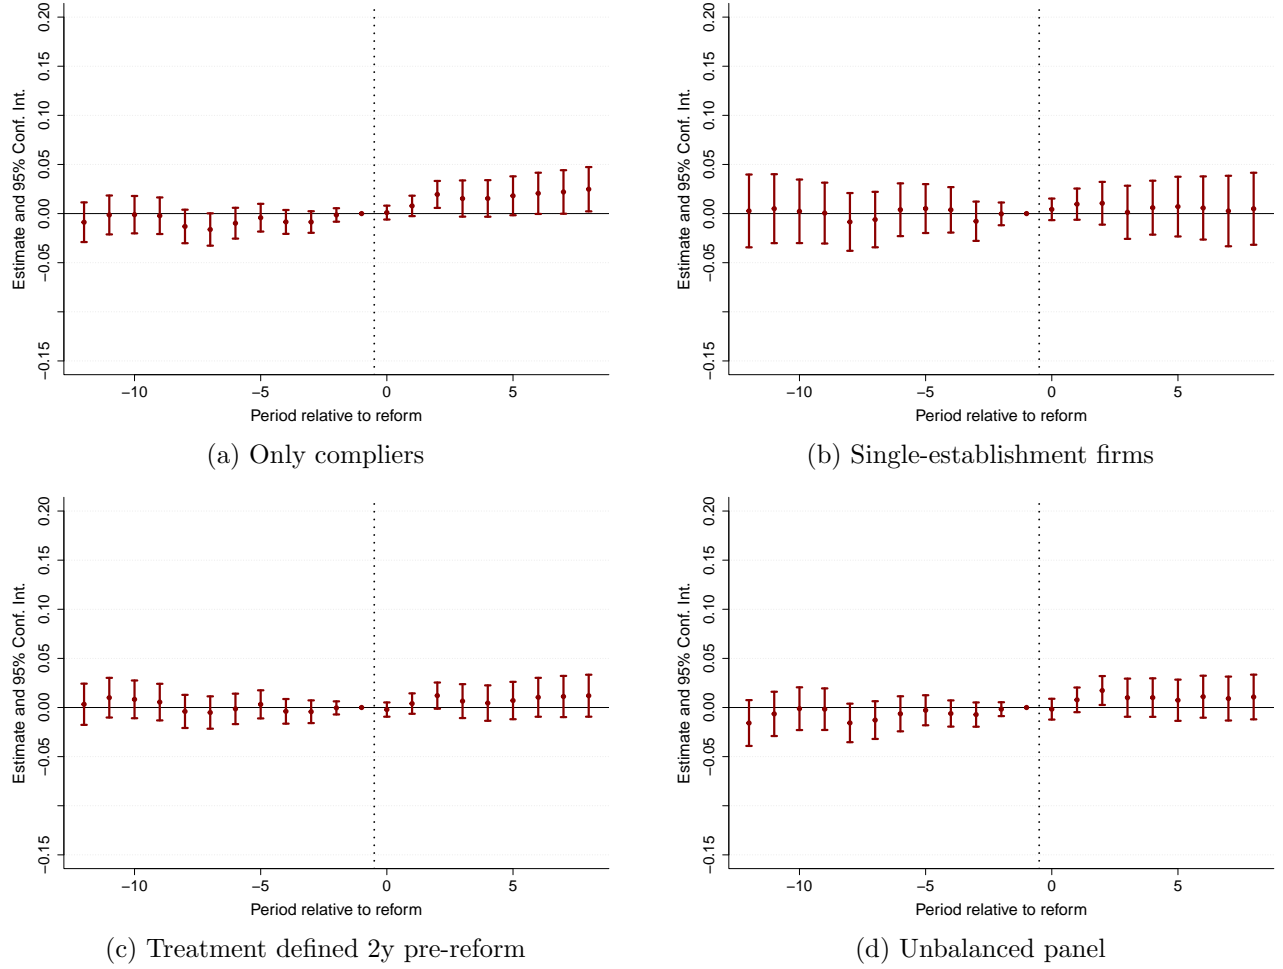 0.20
0.15
0.10
0.05
0.00
−0.05
−0.15
Estimate and 95% Conf. Int.
−10 −5 0 5
Period relative to reform
(a) Only compliers
0.20
0.15
0.10
0.05
0.00
−0.05
−0.15
Estimate and 95% Conf. Int.
−10 −5 0 5
Period relative to reform
(b) Single-establishment firms
0.20
0.15
0.10
0.05
0.00
−0.05
−0.15
Estimate and 95% Conf. Int.
−10 −5 0 5
Period relative to reform
(c) Treatment defined 2y pre-reform
0.20
0.15
0.10
0.05
0.00
−0.05
−0.15
Estimate and 95% Conf. Int.
−10 −5 0 5
Period relative to reform
(d) Unbalanced panel